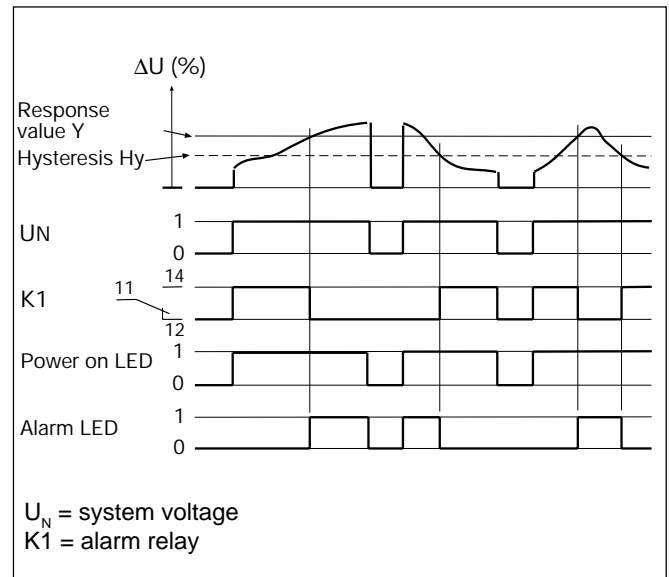 ΔU (%)
Response
value Y
Hysteresis Hy
1
UN
0
14
11
K1
12
1
Power on LED
0
1
Alarm LED
0
U_N = system voltage
K1 = alarm relay